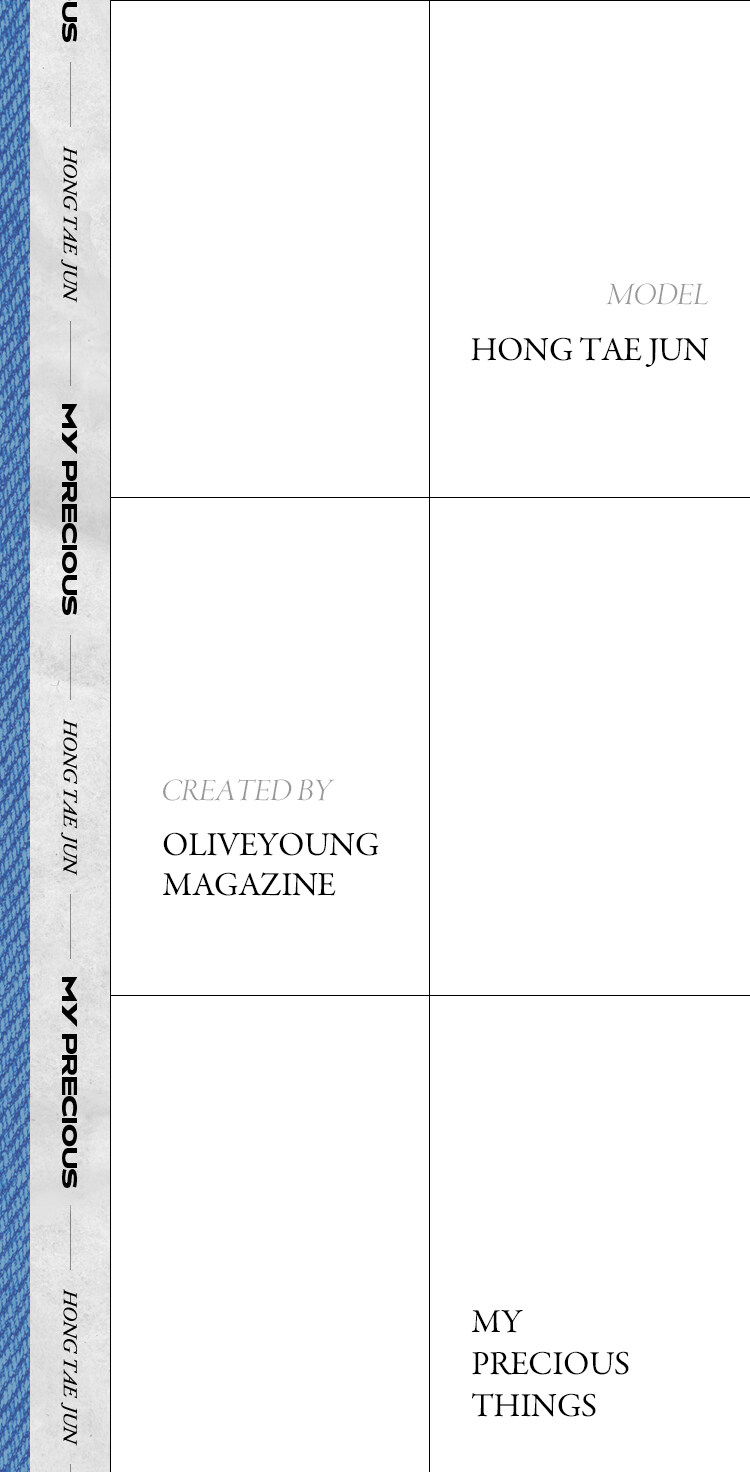 US
HONG TAE JUN
MY PRECIOUS
HONG TAE JUN
MY PRECIOUS
HONG TAE JUN
MODEL
HONG TAE JUN
CREATED BY
OLIVEYOUNG
MAGAZINE
MY
PRECIOUS
THINGS